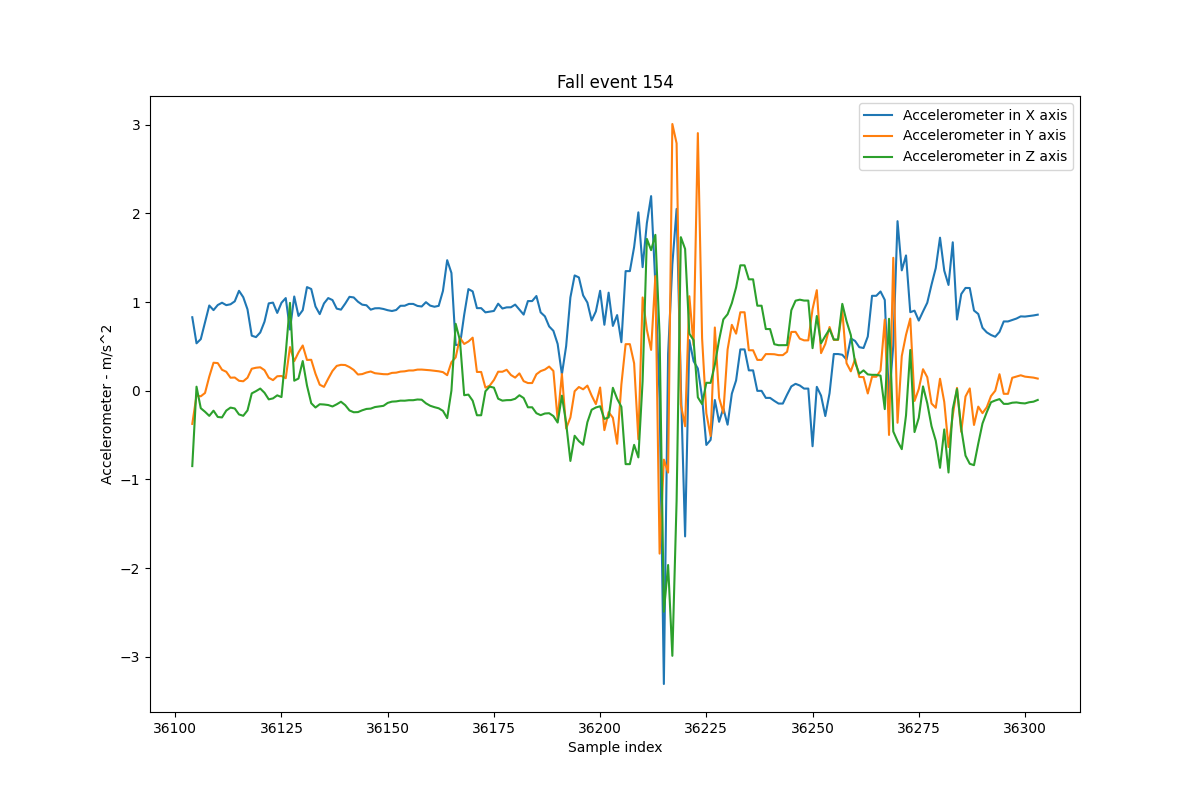 Fall event 154
Accelerometer in X axis
Accelerometer in Y axis
Accelerometer in Z axis
Accelerometer - m/s^2
3
2
1
0
−1
−2
−3
36100 36125 36150 36175 36200 36225 36250 36275 36300
Sample index